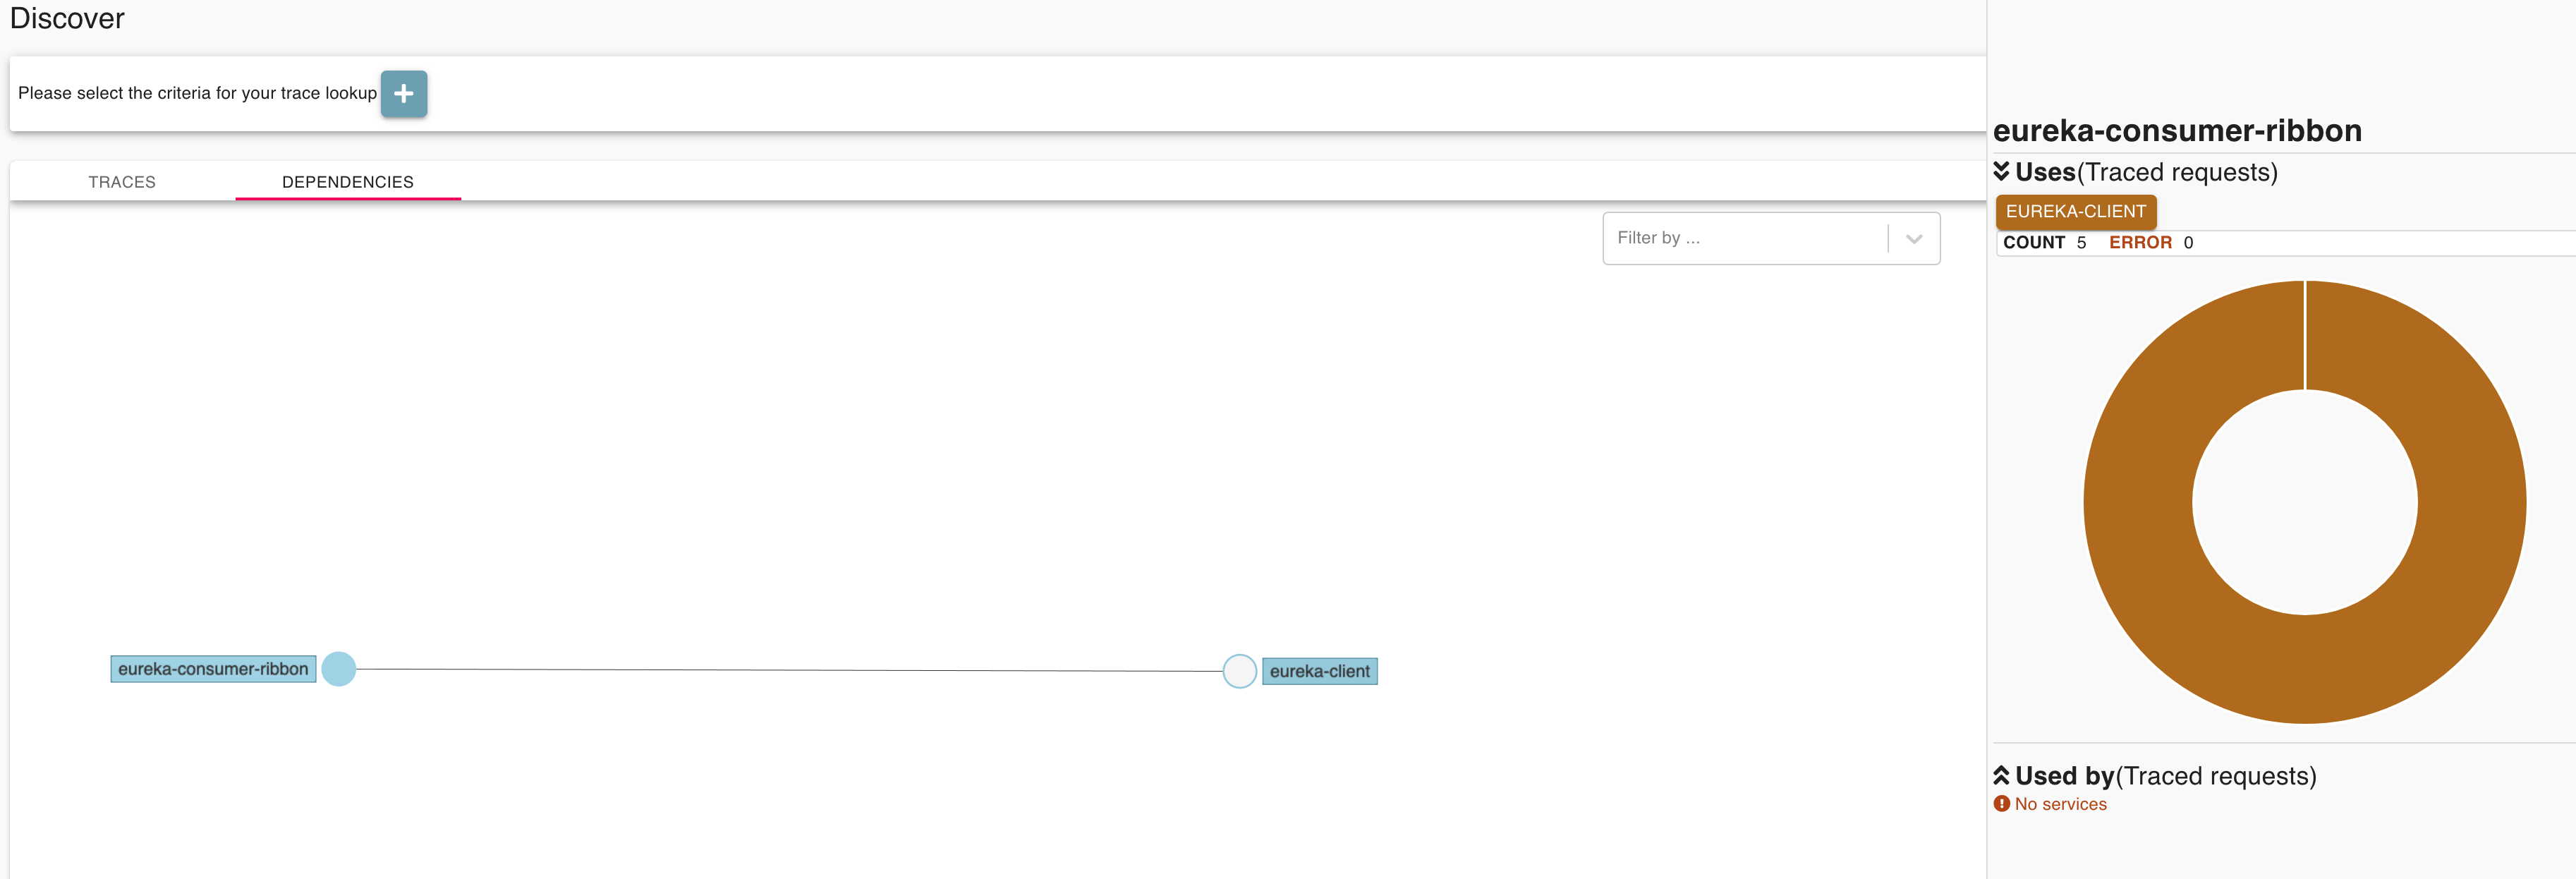 Discover
Please select the criteria for your trace lookup
TRACES
DEPENDENCIES
Filter by ...
eureka-consumer-ribbon
eureka-client
eureka-consumer-ribbon
Uses(Traced requests)
EUREKA-CLIENT
COUNT 5 ERROR 0
Used by(Traced requests)
No services